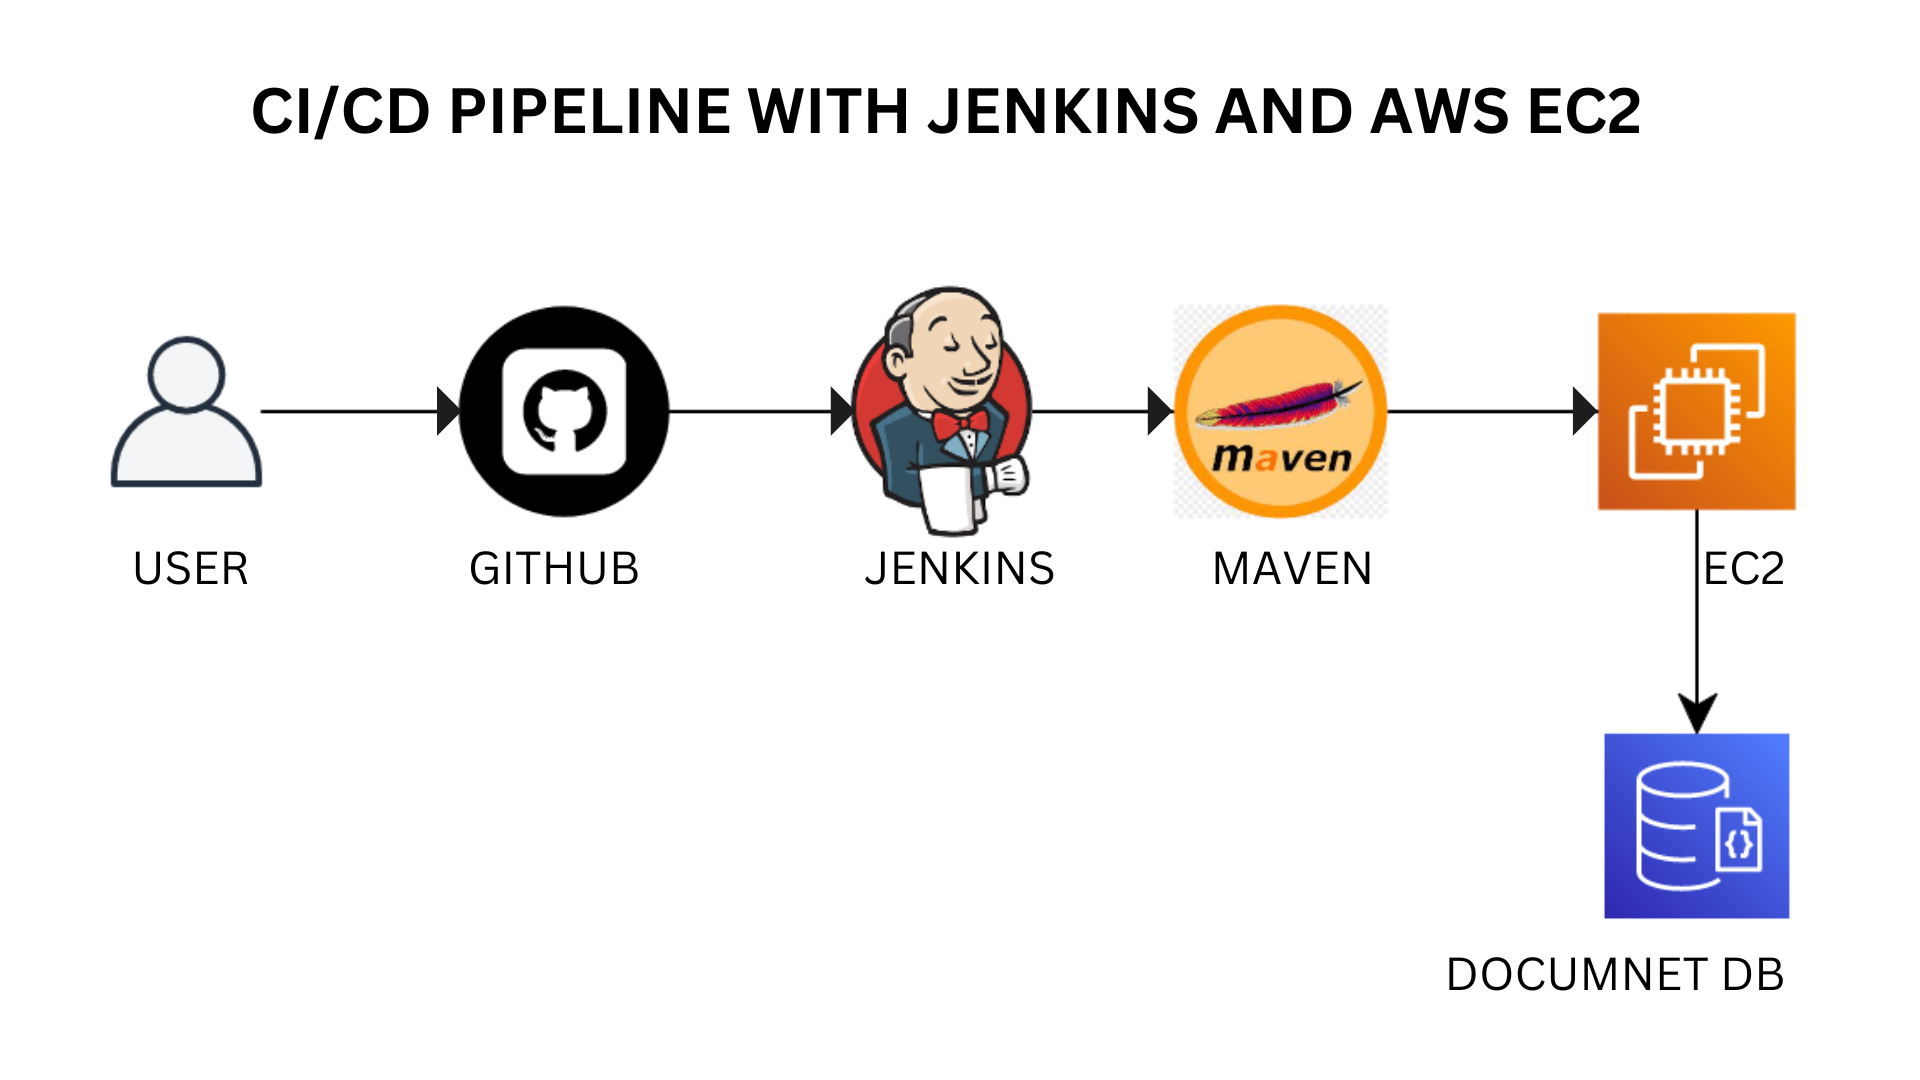 CI/CD PIPELINE WITH JENKINS AND AWS EC2
maven
USER
GITHUB
JENKINS
MAVEN
EC2
{}
DOCUMNET DB